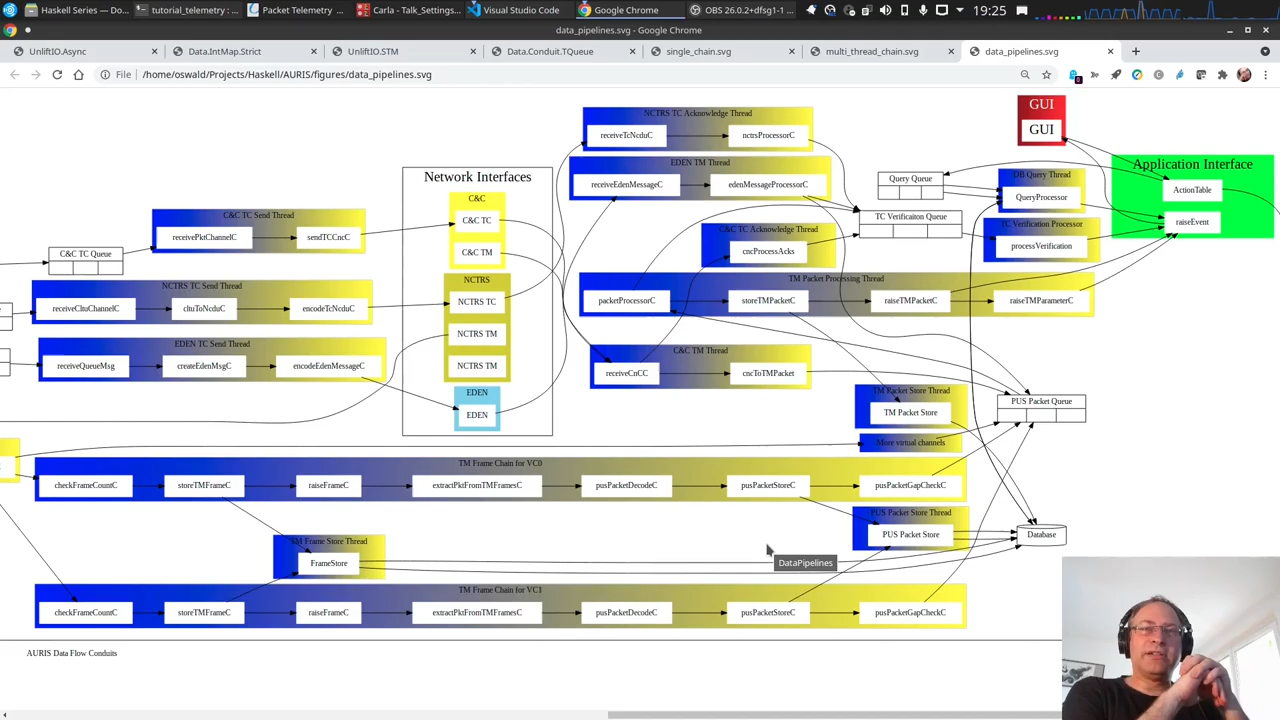 Haskell Series — Do...
tutorial_telemetry : ...
Packet Telemetry ...
Carla - Talk_Settings...
Visual Studio Code
Google Chrome
OBS 26.0.2+dfsg1-1 ...
19:25
data_pipelines.svg - Google Chrome
UnliftIO.Async
Data.IntMap.Strict
UnliftIO.STM
Data.Conduit.TQueue
single_chain.svg
multi_thread_chain.svg
data_pipelines.svg
File
/home/oswald/Projects/Haskell/AURIS/figures/data_pipelines.svg
GUI
GUI
NCTRS TC Acknowledge Thread
receiveTcNcduC
nctrsProcessorC
EDEN TM Thread
receiveEdenMessageC
edenMessageProcessorC
Application Interface
ActionTable
raiseEvent
Query Queue
DB Query Thread
QueryProcessor
Network Interfaces
C&C
C&C TC
C&C TM
NCTRS
NCTRS TC
NCTRS TM
NCTRS TM
EDEN
EDEN
C&C TC Send Thread
receivePktChannelC
sendTCCncC
C&C TC Queue
TC Verificaiton Queue
TC Verification Processor
processVerification
C&C TC Acknowledge Thread
cncProcessAcks
NCTRS TC Send Thread
receiveCltuChannelC
cltuToNcduC
encodeTcNcduC
TM Packet Processing Thread
packetProcessorC
storeTMPacketC
raiseTMPacketC
raiseTMParameterC
EDEN TC Send Thread
receiveQueueMsg
createEdenMsgC
encodeEdenMessageC
C&C TM Thread
receiveCnCC
cncToTMPacket
TM Packet Store Thread
TM Packet Store
PUS Packet Queue
More virtual channels
TM Frame Chain for VC0
checkFrameCountC
storeTMFrameC
raiseFrameC
extractPktFromTMFramesC
pusPacketDecodeC
pusPacketStoreC
pusPacketGapCheckC
PUS Packet Store Thread
PUS Packet Store
Database
TM Frame Store Thread
FrameStore
DataPipelines
TM Frame Chain for VC1
checkFrameCountC
storeTMFrameC
raiseFrameC
extractPktFromTMFramesC
pusPacketDecodeC
pusPacketStoreC
pusPacketGapCheckC
AURIS Data Flow Conduits